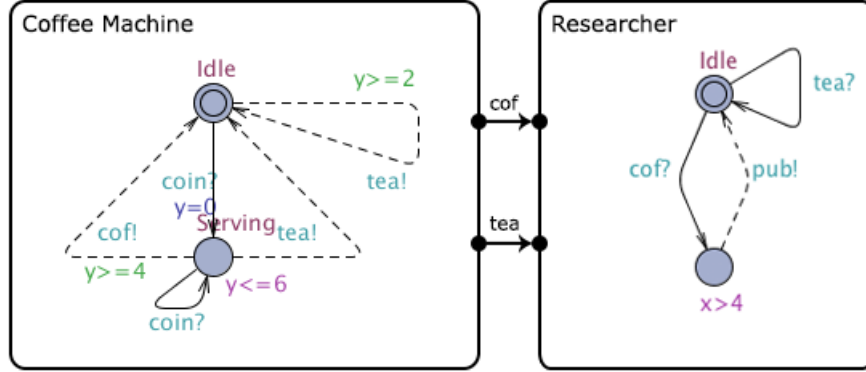 Coffee Machine
Idle
y>=2
tea!
coin?
y=0
Serving
cof!
tea!
y>=4
y<=6
coin?
cof
tea
Researcher
Idle
tea?
cof?
pub!
x>4